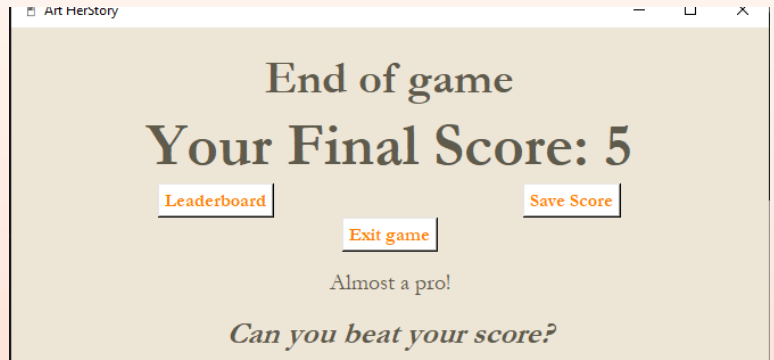 Art HerStory
End of game
Your Final Score: 5
Leaderboard
Save Score
Exit game
Almost a pro!
Can you beat your score?